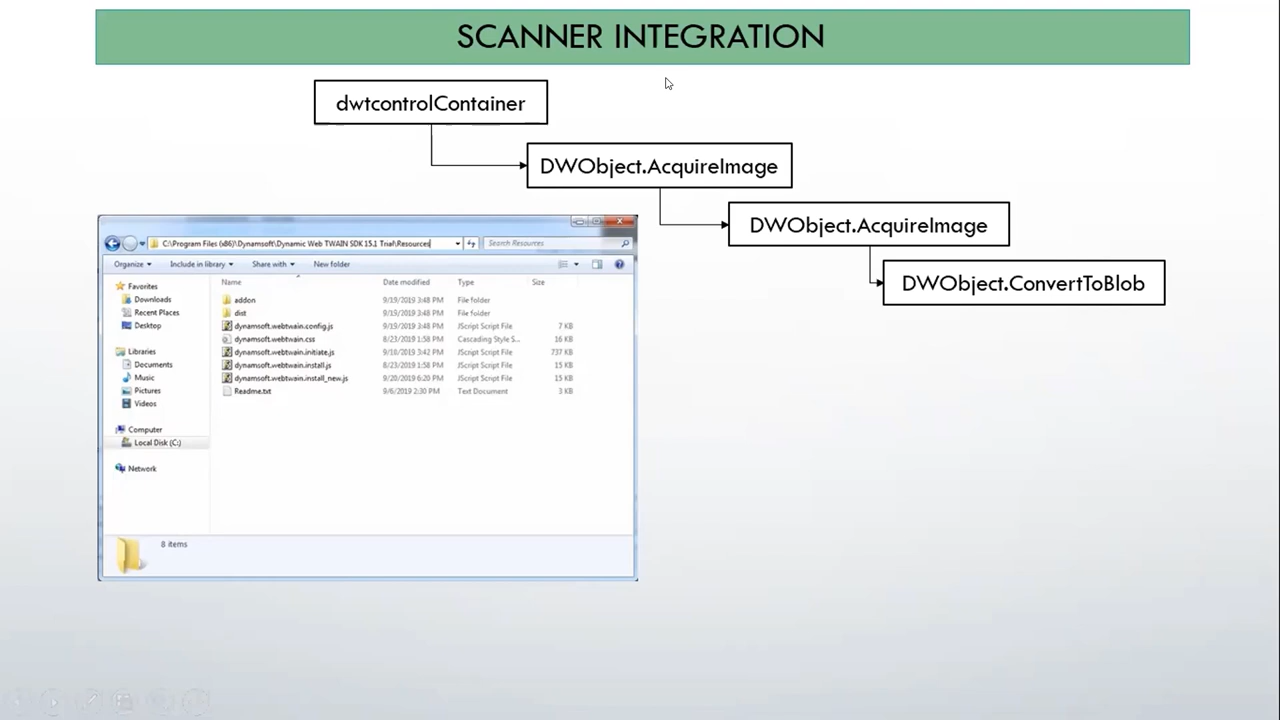 SCANNER INTEGRATION
dwtcontrolContainer
DWObject.AcquireImage
DWObject.AcquireImage
DWObject.ConvertToBlob
C:\Program Files (x86)\Dynamsoft\Dynamic Web TWAIN SDK 15.1 Trial\Resources
Search Resources
Organize Include in library Share with New folder
Name Date modified Type Size
Favorites
Downloads
Recent Places
Desktop
Libraries
Documents
Music
Pictures
Videos
Computer
Local Disk (C:)
Network
addon 9/19/2019 3:48 PM File folder
dist 9/19/2019 3:48 PM File folder
dynamsoft.webtwain.config.js 9/19/2019 3:48 PM JScript Script File 7 KB
dynamsoft.webtwain.css 8/23/2019 1:58 PM Cascading Style S... 16 KB
dynamsoft.webtwain.initiate.js 9/18/2019 3:42 PM JScript Script File 737 KB
dynamsoft.webtwain.install.js 8/23/2019 1:58 PM JScript Script File 15 KB
dynamsoft.webtwain.install_new.js 9/20/2019 6:20 PM JScript Script File 15 KB
Readme.txt 9/6/2019 2:30 PM Text Document 3 KB
8 items